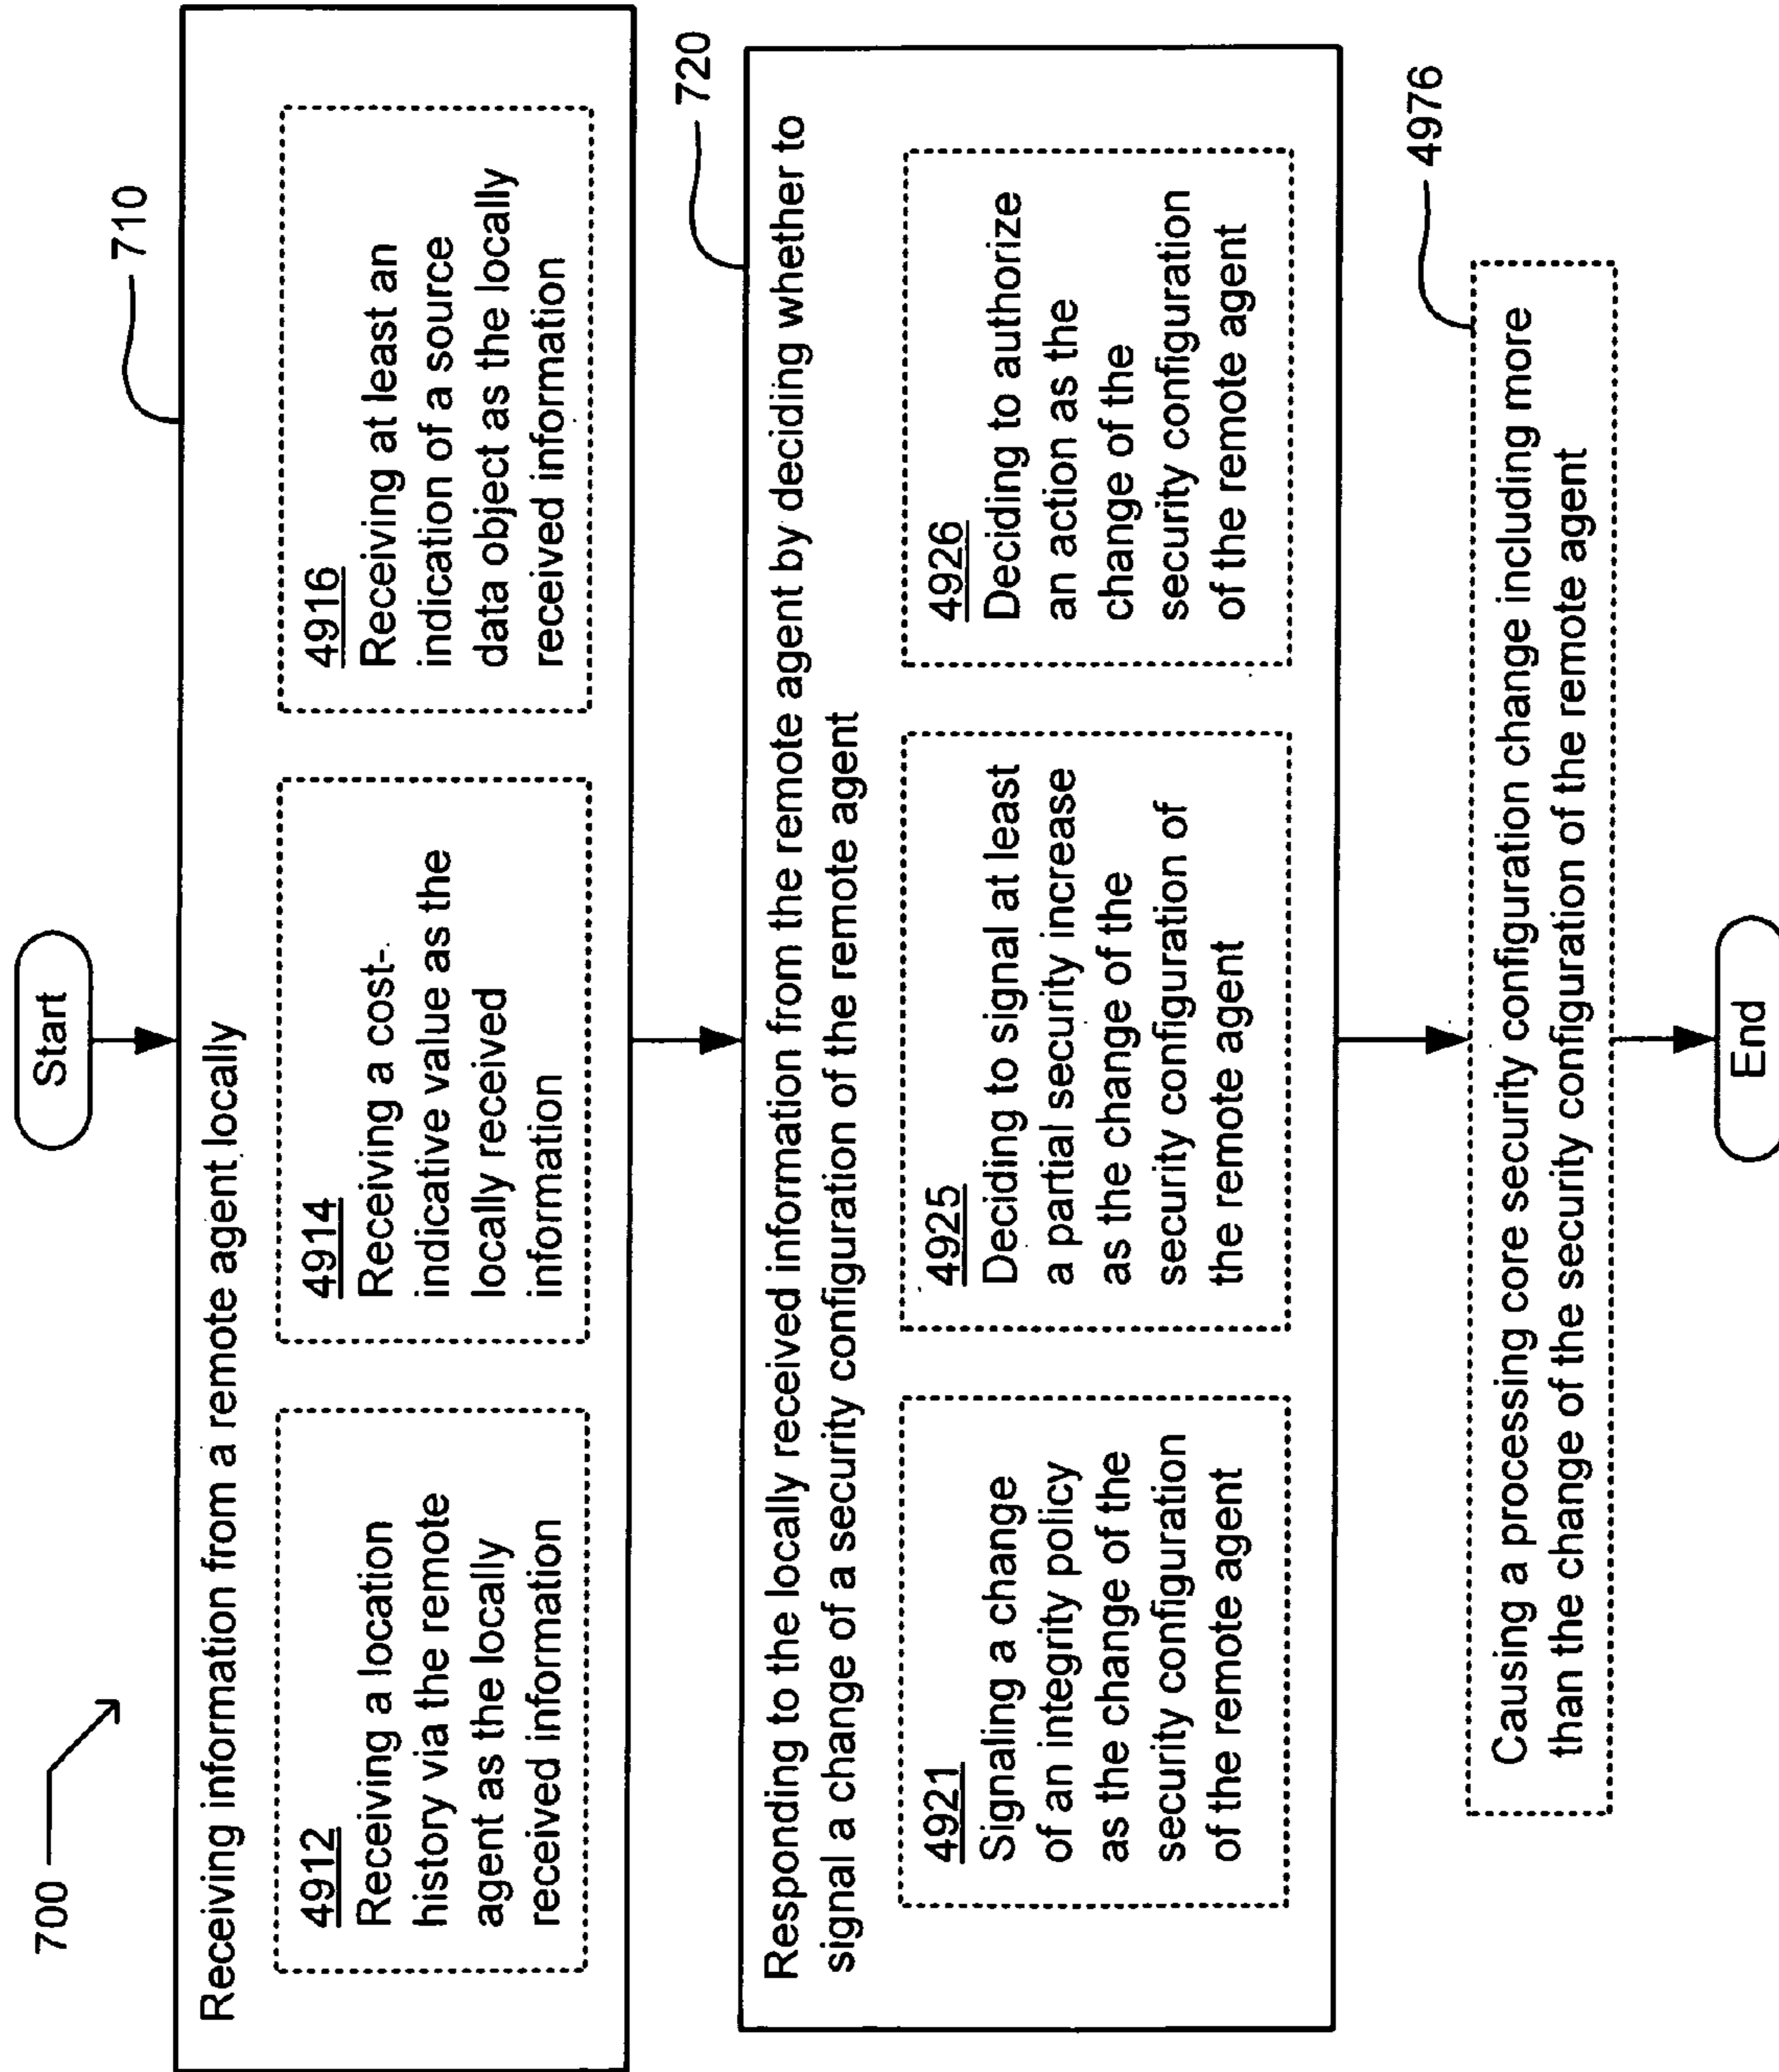 700
Start
710
Receiving information from a remote agent locally
4912
Receiving a location
history via the remote
agent as the locally
received information
4914
Receiving a cost-
indicative value as the
locally received
information
4916
Receiving at least an
indication of a source
data object as the locally
received information
720
Responding to the locally received information from the remote agent by deciding whether to
signal a change of a security configuration of the remote agent
4921
Signaling a change
of an integrity policy
as the change of the
security configuration
of the remote agent
4925
Deciding to signal at least
a partial security increase
as the change of the
security configuration of
the remote agent
4926
Deciding to authorize
an action as the
change of the
security configuration
of the remote agent
4976
Causing a processing core security configuration change including more
than the change of the security configuration of the remote agent
End